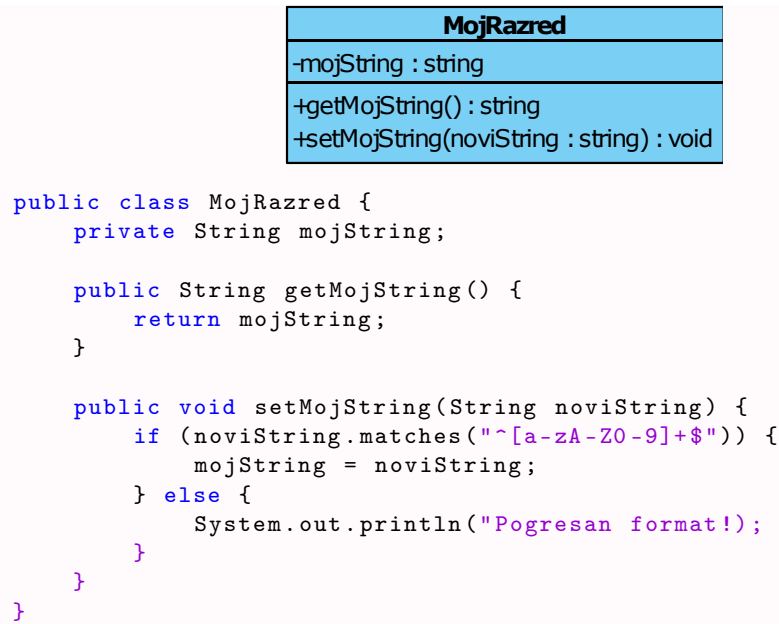 MojRazred
-mojString : string
+getMojString() : string
+setMojString(noviString : string) : void
public class MojRazred {
    private String mojString;

    public String getMojString() {
        return mojString;
    }

    public void setMojString(String noviString) {
        if (noviString.matches("^[a-zA-Z0-9]+$")) {
            mojString = noviString;
        } else {
            System.out.println("Pogresan format!);
        }
    }
}